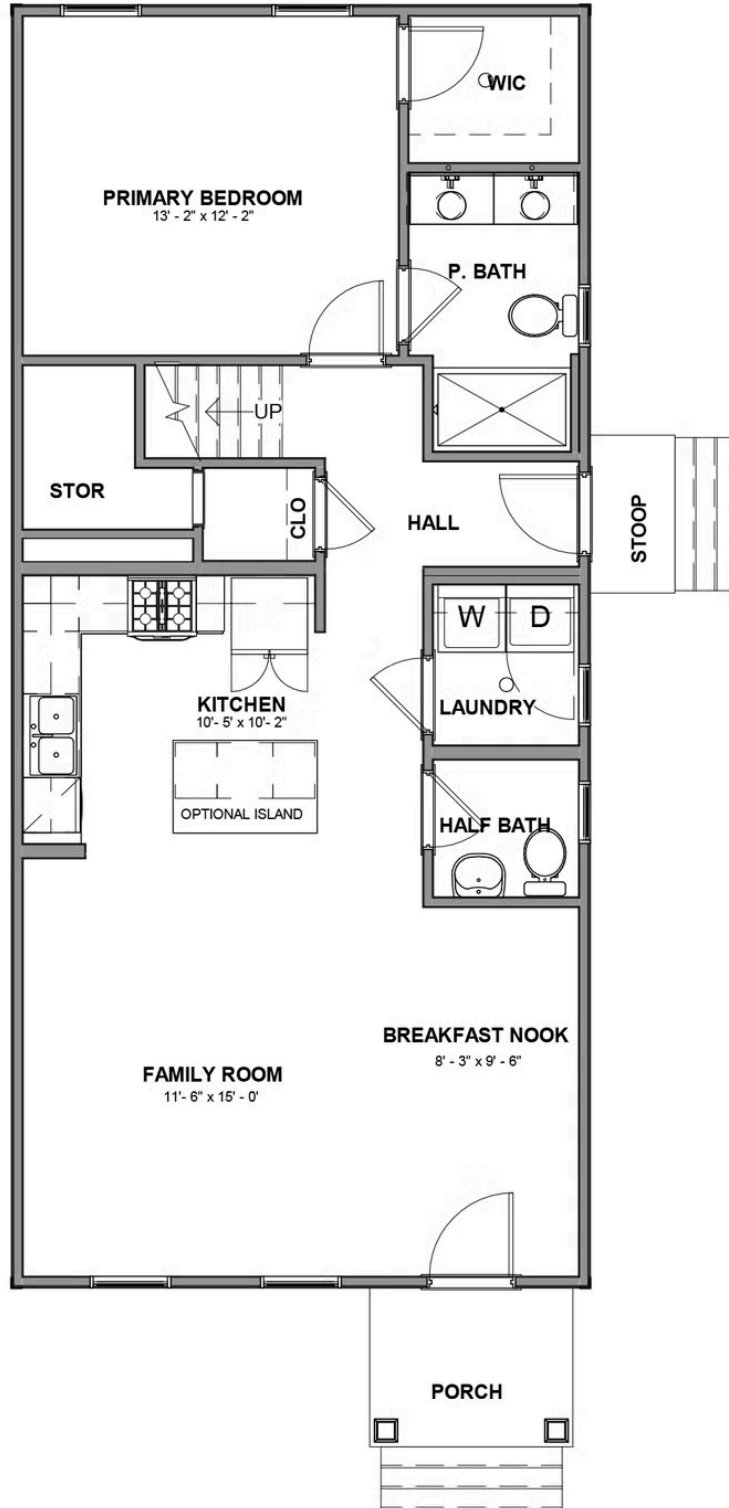 WIC
PRIMARY BEDROOM
13' - 2" x 12' - 2"
P. BATH
UP
STOR
CLO
HALL
STOOP
W
D
KITCHEN
10'- 5' x 10'- 2"
LAUNDRY
OPTIONAL ISLAND
HALF BATH
BREAKFAST NOOK
8' - 3" x 9' - 6"
FAMILY ROOM
11'- 6" x 15' - 0'
PORCH